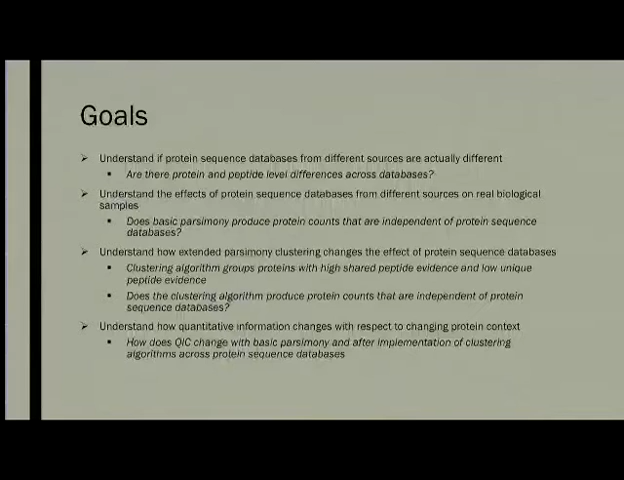 Goals
Understand if protein sequence databases from different sources are actually different
Are there protein and peptide level differences across databases?
Understand the effects of protein sequence databases from different sources on real biological
samples
Does basic parsimony produce protein counts that are independent of protein sequence
databases?
Understand how extended parsimony clustering changes the effect of protein sequence databases
Clustering algorithm groups proteins with high shared peptide evidence and low unique
peptide evidence
Does the clustering algorithm produce protein counts that are independent of protein
sequence databases?
Understand how quantitative information changes with respect to changing protein context
How does QIC change with basic parsimony and after implementation of clustering
algorithms across protein sequence databases